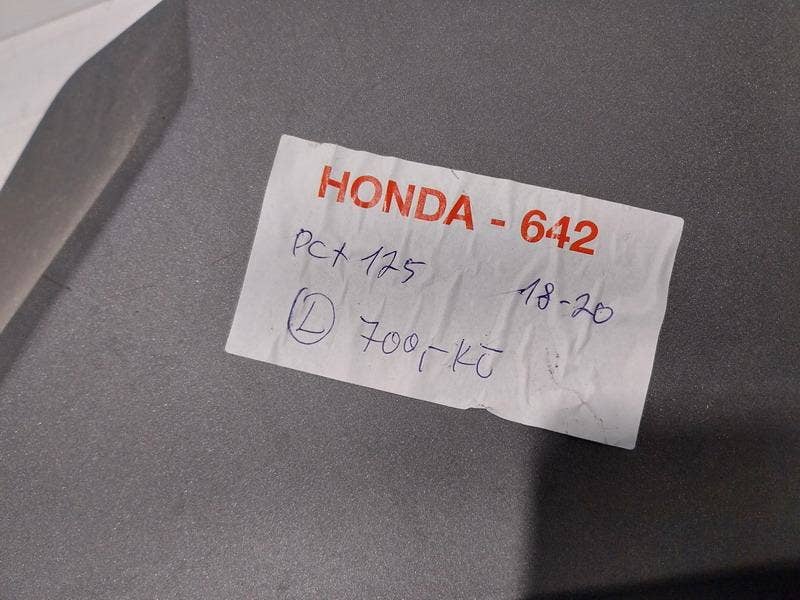 HONDA - 642
PCX 125 18-20
L 700,- Kč